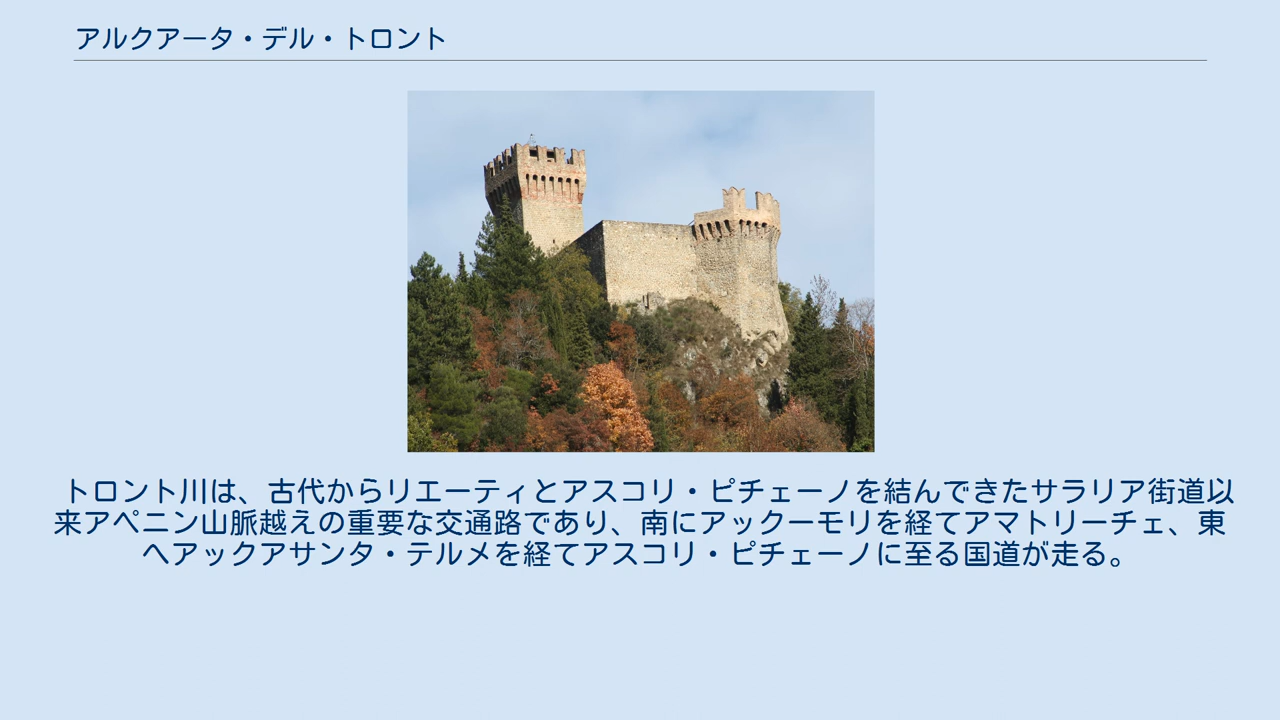 アルクアータ・デル・トロント
トロント川は、古代からリエーティとアスコリ・ピチェーノを結んできたサラリア街道以
来アペニン山脈越えの重要な交通路であり、南にアックーモリを経てアマトリーチェ、東
へアックアサンタ・テルメを経てアスコリ・ピチェーノに至る国道が走る。